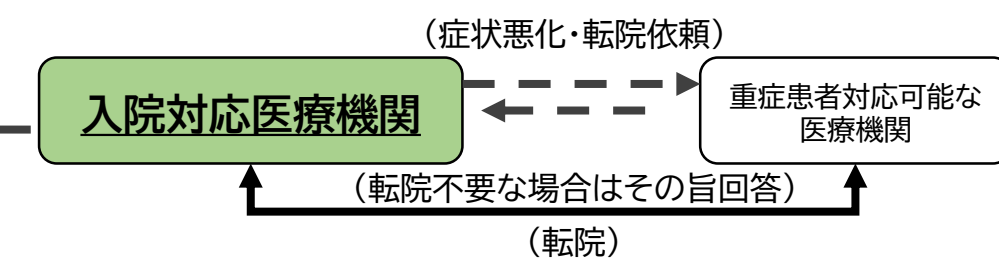 （症状悪化・転院依頼）
入院対応医療機関
重症患者対応可能な
医療機関
（転院不要な場合はその旨回答）
（転院）